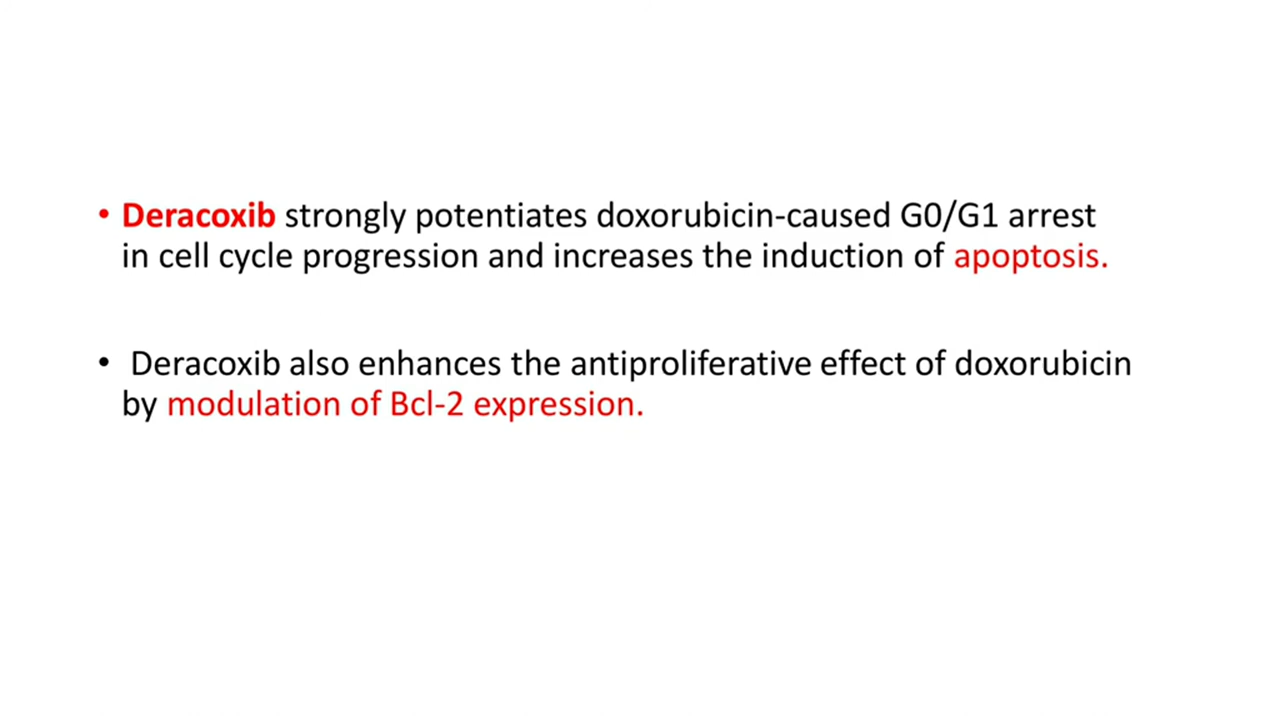 • Deracoxib strongly potentiates doxorubicin-caused G0/G1 arrest
in cell cycle progression and increases the induction of apoptosis.
• Deracoxib also enhances the antiproliferative effect of doxorubicin
by modulation of Bcl-2 expression.